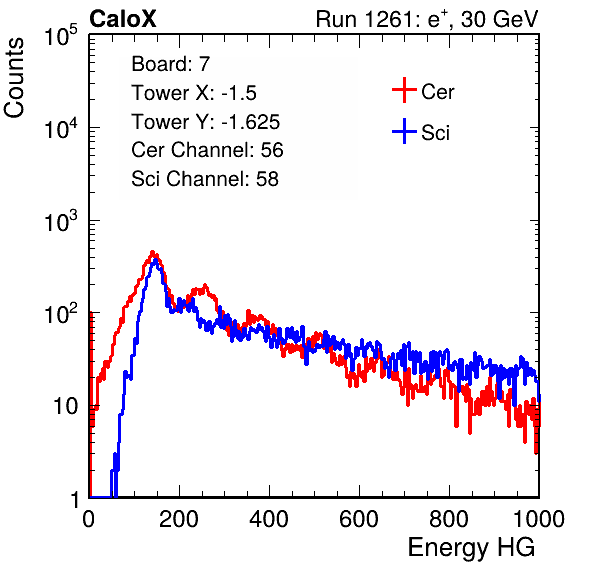 CaloX Run 1261: e⁺, 30 GeV
Board: 7
Tower X: -1.5
Tower Y: -1.625
Cer Channel: 56
Sci Channel: 58
Cer
Sci
Counts
10⁵
10⁴
10³
10²
10
1
0 200 400 600 800 1000
Energy HG